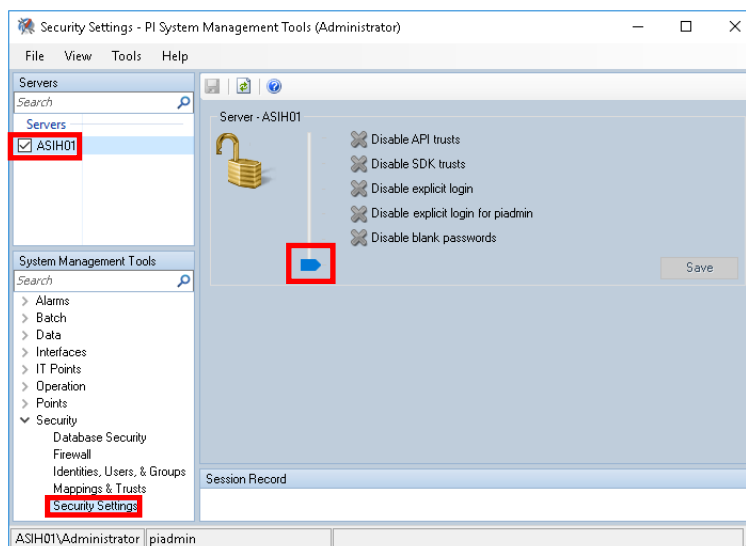 Security Settings - PI System Management Tools (Administrator)
File View Tools Help
Servers
Search
Servers
ASIH01
System Management Tools
Search
Alarms
Batch
Data
Interfaces
IT Points
Operation
Points
Security
Database Security
Firewall
Identities, Users, & Groups
Mappings & Trusts
Security Settings
Server - ASIH01
Disable API trusts
Disable SDK trusts
Disable explicit login
Disable explicit login for piadmin
Disable blank passwords
Save
Session Record
ASIH01\Administrator piadmin